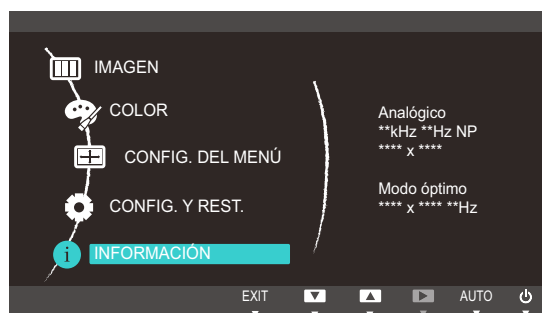 IMAGEN
COLOR
CONFIG. DEL MENÚ
CONFIG. Y REST.
i INFORMACIÓN
Analógico
**kHz **Hz NP
**** x ****
Modo óptimo
**** x **** **Hz
EXIT AUTO